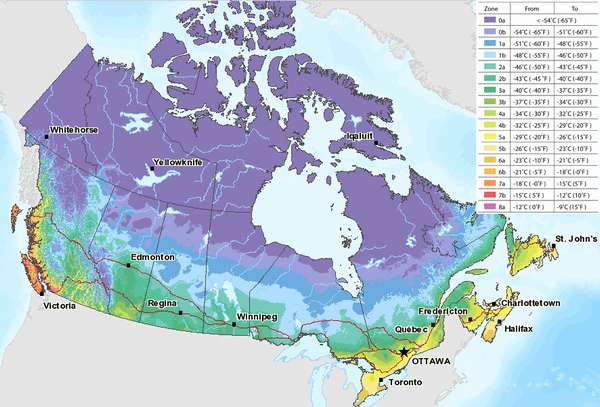 Zone From To
0a < -54°C (-65°F)
0b -54°C (-65°F) -51°C (-60°F)
1a -51°C (-60°F) -48°C (-55°F)
1b -48°C (-55°F) -46°C (-50°F)
2a -46°C (-50°F) -43°C (-45°F)
2b -43°C (-45 °F) -40°C (-40°F)
3a -40°C (-40°F) -37°C (-35°F)
3b -37°C (-35°F) -34°C (-30°F)
4a -34°C (-30°F) -32°C (-25°F)
4b -32°C (-25°F) -29°C (-20°F)
5a -29°C (-20°F) -26°C (-15°F)
5b -26°C (-15°F) -23°C (-10°F)
6a -23°C (-10°F) -21°C (-5°F)
6b -21°C (-5°F) -18°C (-0°F)
7a -18°C (-0°F) -15°C (5°F)
7b -15°C (5°F) -12°C (10°F)
8a -12°C (0°F) -9°C (15°F)
Whitehorse
Iqaluit
Yellowknife
St. John's
Edmonton
Charlottetown
Regina
Fredericton
Victoria
Winnipeg
Québec
Halifax
OTTAWA
Toronto